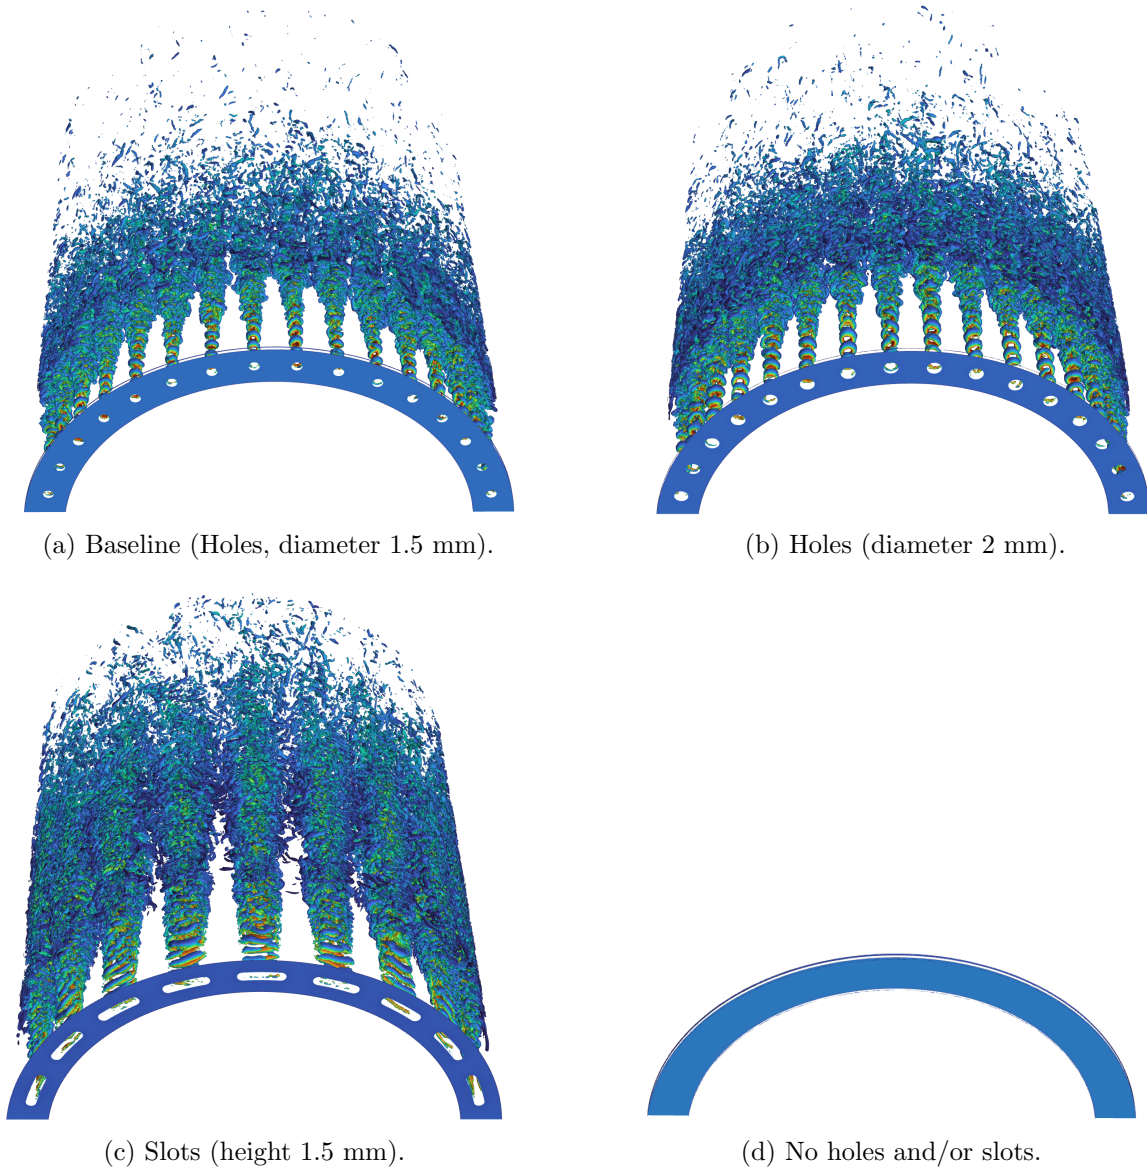 (a) Baseline (Holes, diameter 1.5 mm).
(b) Holes (diameter 2 mm).
(c) Slots (height 1.5 mm).
(d) No holes and/or slots.